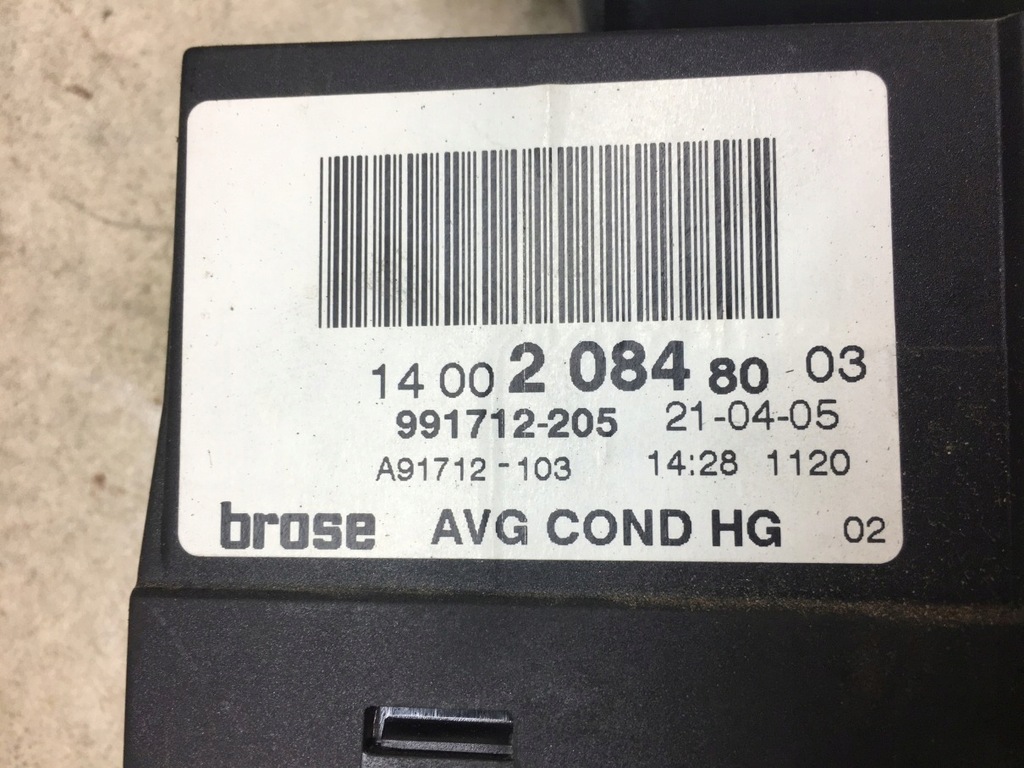 14 00 2 084 80 03
991712-205 21-04-05
A91712-103 14:28 1120
brose AVG COND HG 02